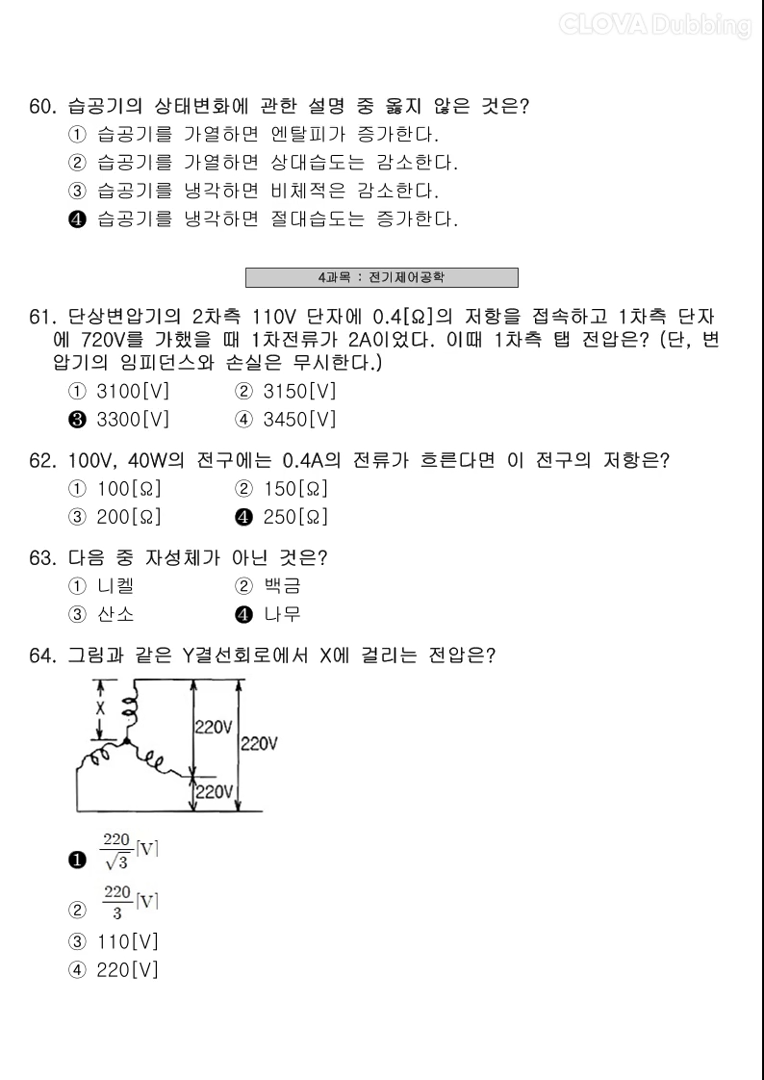 CLOVA Dubbing
60. 습공기의 상태변화에 관한 설명 중 옳지 않은 것은?
① 습공기를 가열하면 엔탈피가 증가한다.
② 습공기를 가열하면 상대습도는 감소한다.
③ 습공기를 냉각하면 비체적은 감소한다.
❹ 습공기를 냉각하면 절대습도는 증가한다.
4과목 : 전기제어공학
61. 단상변압기의 2차측 110V 단자에 0.4[Ω]의 저항을 접속하고 1차측 단자
에 720V를 가했을 때 1차전류가 2A이었다. 이때 1차측 탭 전압은? (단, 변
압기의 임피던스와 손실은 무시한다.)
① 3100[V] ② 3150[V]
❸ 3300[V] ④ 3450[V]
62. 100V, 40W의 전구에는 0.4A의 전류가 흐른다면 이 전구의 저항은?
① 100[Ω] ② 150[Ω]
③ 200[Ω] ❹ 250[Ω]
63. 다음 중 자성체가 아닌 것은?
① 니켈 ② 백금
③ 산소 ❹ 나무
64. 그림과 같은 Y결선회로에서 X에 걸리는 전압은?
X
220V
220V
220V
❶ 220/√3 [V]
② 220/3 [V]
③ 110[V]
④ 220[V]